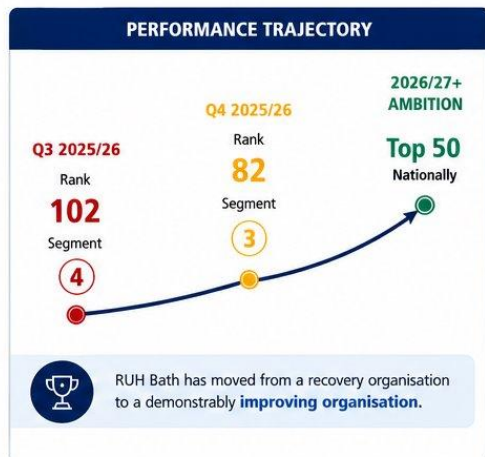 PERFORMANCE TRAJECTORY
Q3 2025/26
Rank
102
Segment
4
Q4 2025/26
Rank
82
Segment
3
2026/27+
AMBITION
Top 50
Nationally
RUH Bath has moved from a recovery organisation
to a demonstrably improving organisation.